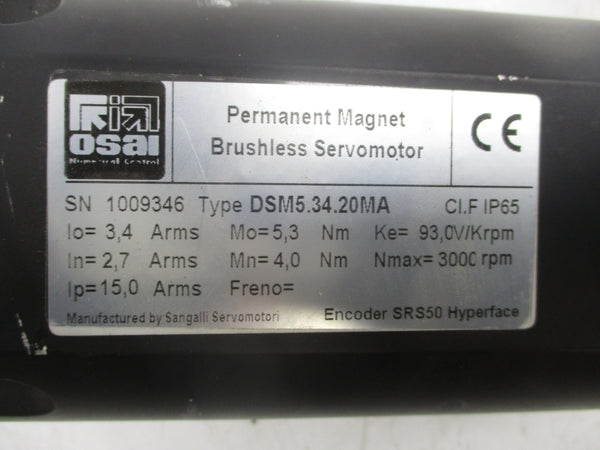 OSAI
Numerical Control
Permanent Magnet
Brushless Servomotor
CE
SN 1009346 Type DSM5.34.20MA Cl.F IP65
Io= 3,4 Arms Mo= 5,3 Nm Ke= 93,0V/Krpm
In= 2,7 Arms Mn= 4,0 Nm Nmax= 3000 rpm
Ip= 15,0 Arms Freno=
Manufactured by Sangalli Servomotori Encoder SRS50 Hyperface